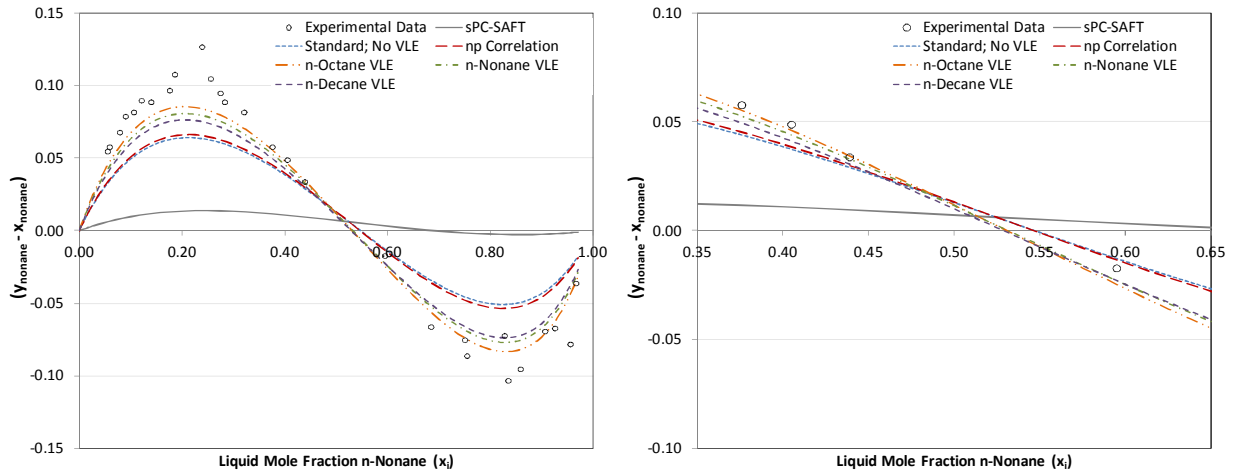 Experimental Data
sPC-SAFT
Standard; No VLE
np Correlation
n-Octane VLE
n-Nonane VLE
n-Decane VLE
0.15
0.10
0.05
0.00
-0.05
-0.10
-0.15
0.00
0.20
0.40
0.60
0.80
1.00
(ynonane - xnonane)
Liquid Mole Fraction n-Nonane (xi)
Experimental Data
sPC-SAFT
Standard; No VLE
np Correlation
n-Octane VLE
n-Nonane VLE
n-Decane VLE
0.10
0.05
0.00
-0.05
-0.10
0.35
0.40
0.45
0.50
0.55
0.60
0.65
(ynonane - xnonane)
Liquid Mole Fraction n-Nonane (xi)